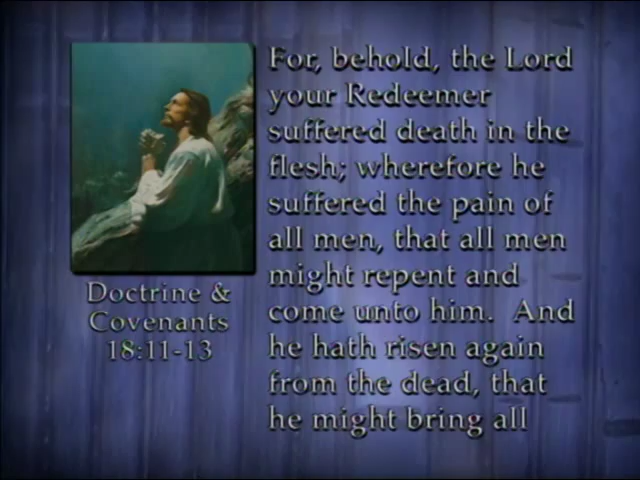 For, behold, the Lord
your Redeemer
suffered death in the
flesh; wherefore he
suffered the pain of
all men, that all men
might repent and
come unto him.  And
he hath risen again
from the dead, that
he might bring all
Doctrine &
Covenants
18:11-13